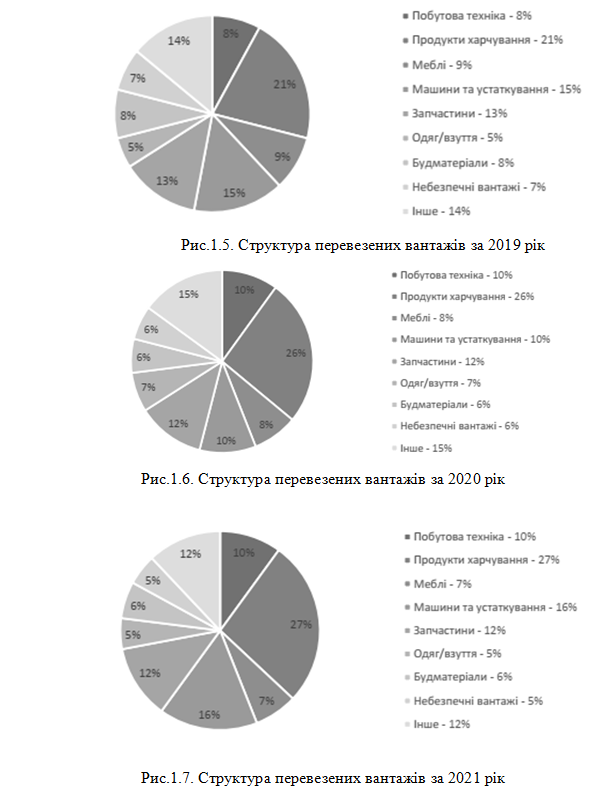 8%
21%
9%
15%
13%
5%
8%
7%
14%
Побутова техніка - 8%
Продукти харчування - 21%
Меблі - 9%
Машини та устаткування - 15%
Запчастини - 13%
Одяг/взуття - 5%
Будматеріали - 8%
Небезпечні вантажі - 7%
Інше - 14%
Рис.1.5. Структура перевезених вантажів за 2019 рік
10%
26%
8%
10%
12%
7%
6%
6%
15%
Побутова техніка - 10%
Продукти харчування - 26%
Меблі - 8%
Машини та устаткування - 10%
Запчастини - 12%
Одяг/взуття - 7%
Будматеріали - 6%
Небезпечні вантажі - 6%
Інше - 15%
Рис.1.6. Структура перевезених вантажів за 2020 рік
10%
27%
7%
16%
12%
5%
6%
5%
12%
Побутова техніка - 10%
Продукти харчування - 27%
Меблі - 7%
Машини та устаткування - 16%
Запчастини - 12%
Одяг/взуття - 5%
Будматеріали - 6%
Небезпечні вантажі - 5%
Інше - 12%
Рис.1.7. Структура перевезених вантажів за 2021 рік